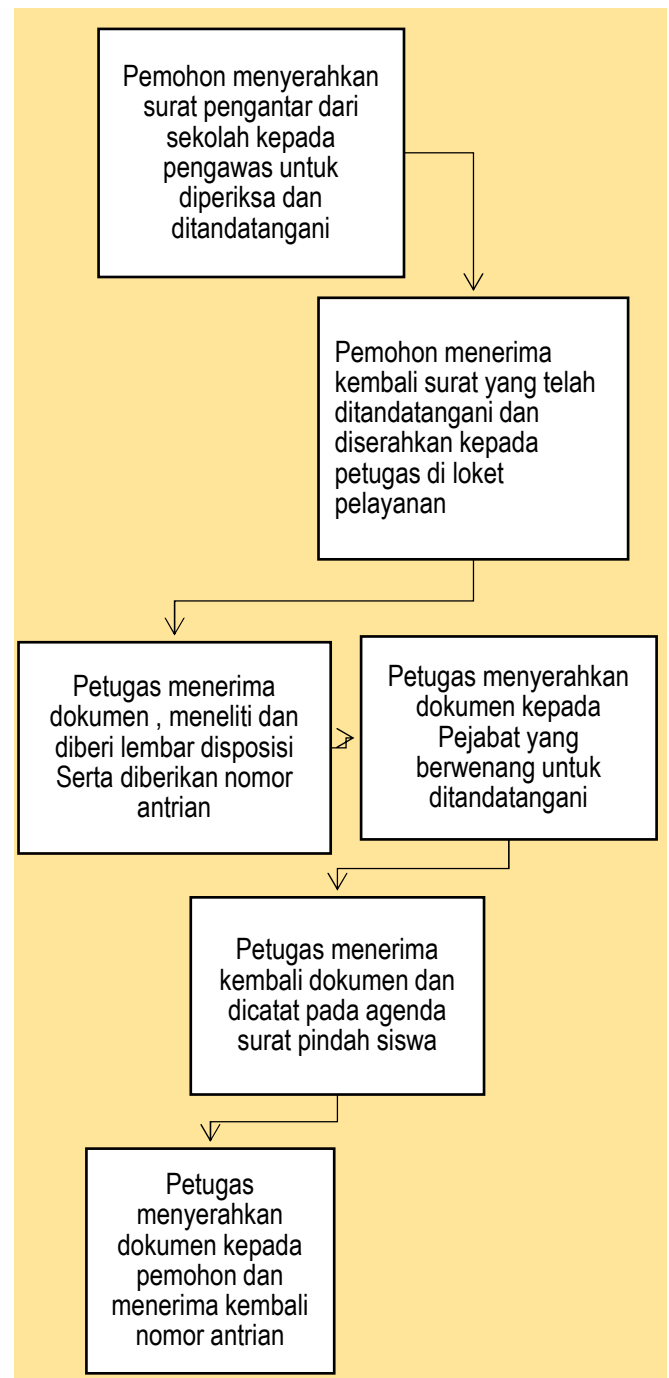 Pemohon menyerahkan
surat pengantar dari
sekolah kepada
pengawas untuk
diperiksa dan
ditandatangani
Pemohon menerima
kembali surat yang telah
ditandatangani dan
diserahkan kepada
petugas di loket
pelayanan
Petugas menerima
dokumen , meneliti dan
diberi lembar disposisi
Serta diberikan nomor
antrian
Petugas menyerahkan
dokumen kepada
Pejabat yang
berwenang untuk
ditandatangani
Petugas menerima
kembali dokumen dan
dicatat pada agenda
surat pindah siswa
Petugas
menyerahkan
dokumen kepada
pemohon dan
menerima kembali
nomor antrian